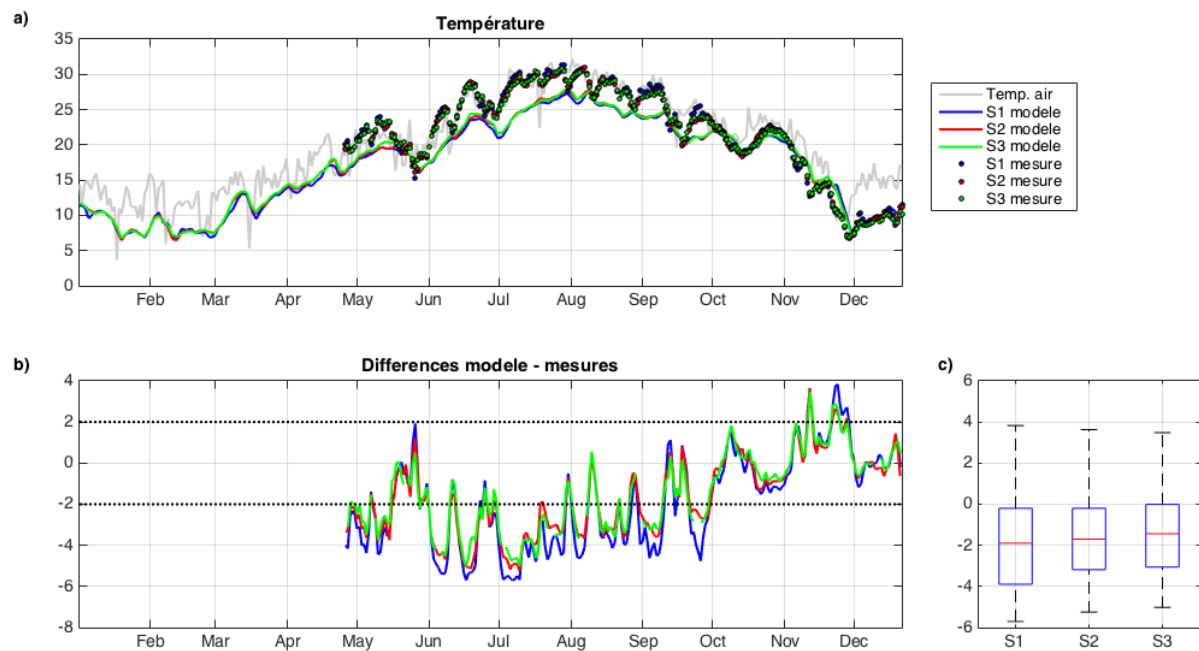 a)
Température
35
30
25
20
15
10
5
0
Feb Mar Apr May Jun Jul Aug Sep Oct Nov Dec
Temp. air
S1 modele
S2 modele
S3 modele
S1 mesure
S2 mesure
S3 mesure
b)
Differences modele - mesures
4
2
0
-2
-4
-6
-8
Feb Mar Apr May Jun Jul Aug Sep Oct Nov Dec
c)
6
4
2
0
-2
-4
-6
S1 S2 S3